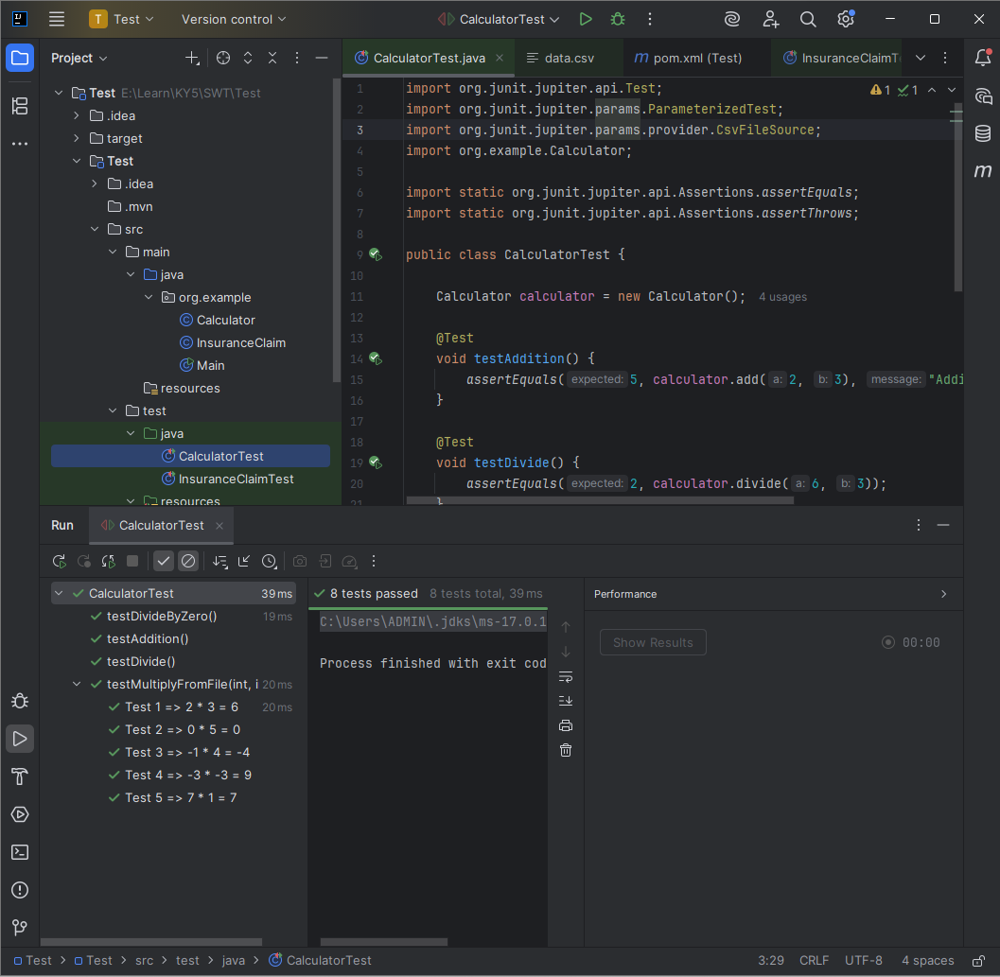 T Test Version control CalculatorTest
Project
CalculatorTest.java data.csv m pom.xml (Test) InsuranceClaimT
Test E:\Learn\KY5\SWT\Test
.idea
target
Test
.idea
.mvn
src
main
java
org.example
Calculator
InsuranceClaim
Main
resources
test
java
CalculatorTest
InsuranceClaimTest
resources
1 import org.junit.jupiter.api.Test; 1 1
2 import org.junit.jupiter.params.ParameterizedTest;
3 import org.junit.jupiter.params.provider.CsvFileSource;
4 import org.example.Calculator;
5
6 import static org.junit.jupiter.api.Assertions.assertEquals;
7 import static org.junit.jupiter.api.Assertions.assertThrows;
8
9 public class CalculatorTest {
10
11 Calculator calculator = new Calculator(); 4 usages
12
13 @Test
14 void testAddition() {
15 assertEquals( expected: 5, calculator.add( a: 2, b: 3), message: "Addi
16 }
17
18 @Test
19 void testDivide() {
20 assertEquals( expected: 2, calculator.divide( a: 6, b: 3));
21 }
m
Run CalculatorTest
CalculatorTest 39 ms
testDivideByZero() 19 ms
testAddition()
testDivide()
testMultiplyFromFile(int, i 20 ms
Test 1 => 2 * 3 = 6 20 ms
Test 2 => 0 * 5 = 0
Test 3 => -1 * 4 = -4
Test 4 => -3 * -3 = 9
Test 5 => 7 * 1 = 7
8 tests passed 8 tests total, 39 ms
C:\Users\ADMIN\.jdks\ms-17.0.1
Process finished with exit cod
Performance
Show Results 00:00
Test > Test > src > test > java > CalculatorTest 3:29 CRLF UTF-8 4 spaces